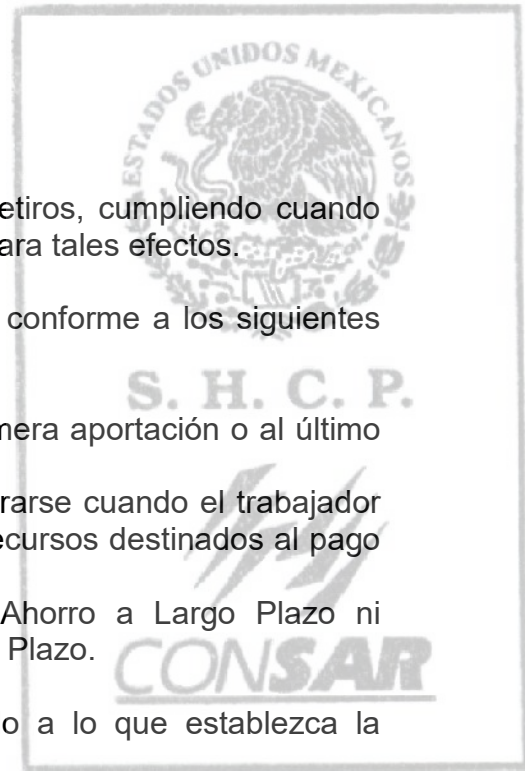 ESTADOS UNIDOS MEXICANOS
etiros, cumpliendo cuando
ara tales efectos.
conforme a los siguientes
S. H. C. P.
mera aportación o al último
rarse cuando el trabajador
ecursos destinados al pago
Ahorro a Largo Plazo ni
Plazo.
CONSAR
o a lo que establezca la